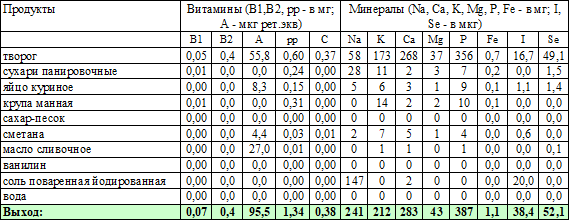 Продукты Витамины (В1,В2, рр - в мг; Минералы (Na, Ca, K, Mg, P, Fe - в мг; I,
А - мкг рет.экв) Se - в мкг)
В1 В2 А рр С Na K Ca Mg P Fe I Se
творог 0,05 0,4 55,8 0,60 0,37 58 173 268 37 356 0,7 16,7 49,1
сухари панировочные 0,01 0,0 0,0 0,24 0,00 28 11 2 3 7 0,2 0,0 1,5
яйцо куриное 0,00 0,0 8,3 0,15 0,00 5 6 3 1 9 0,1 1,1 1,4
крупа манная 0,01 0,0 0,0 0,31 0,00 0 14 2 2 10 0,1 0,0 0,0
сахар-песок 0,00 0,0 0,0 0,00 0,00 0 0 0 0 0 0,0 0,0 0,0
сметана 0,00 0,0 4,4 0,03 0,01 2 7 5 1 4 0,0 0,6 0,0
масло сливочное 0,00 0,0 27,0 0,01 0,00 0 1 1 0 1 0,0 0,0 0,1
ванилин 0,00 0,0 0,0 0,00 0,00 0 0 0 0 0 0,0 0,0 0,0
соль поваренная йодированная 0,00 0,0 0,0 0,00 0,00 147 0 2 0 0 0,0 20,0 0,0
вода 0,00 0,0 0,0 0,00 0,00 0 0 0 0 0 0,0 0,0 0,0
Выход: 0,07 0,4 95,5 1,34 0,38 241 212 283 43 387 1,1 38,4 52,1